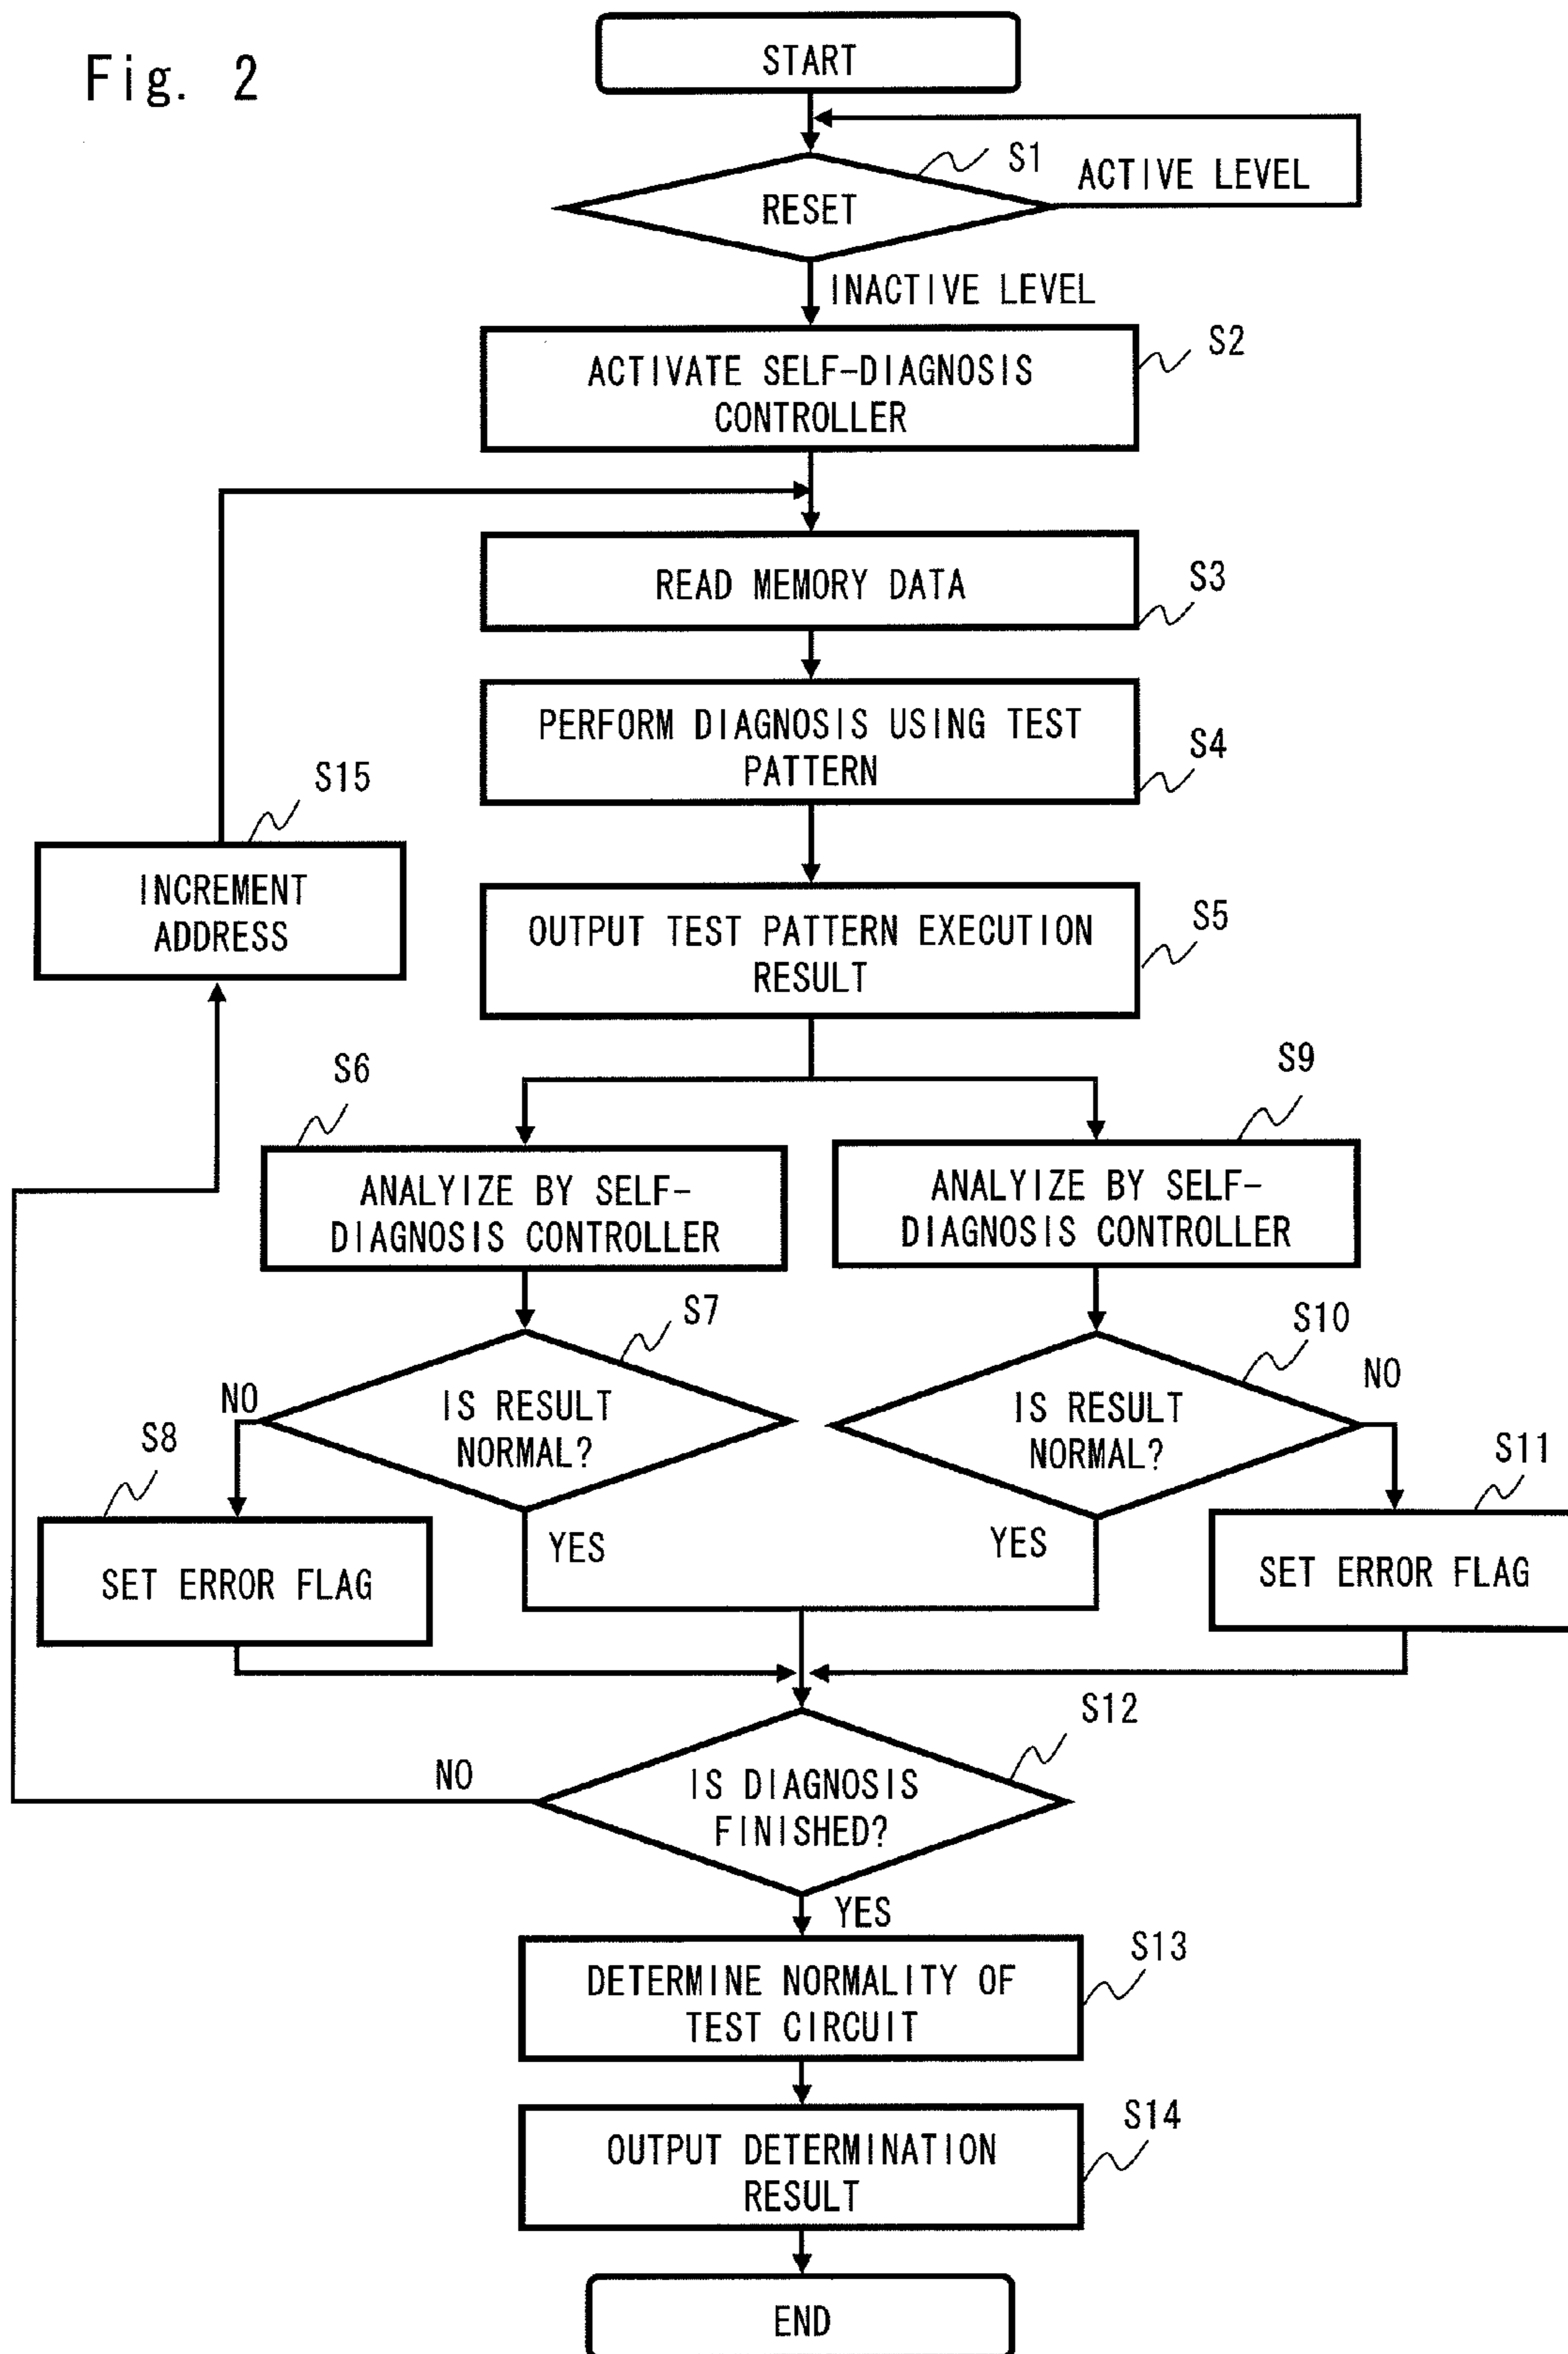 Fig. 2
START
S1
RESET
ACTIVE LEVEL
INACTIVE LEVEL
S2
ACTIVATE SELF-DIAGNOSIS
CONTROLLER
READ MEMORY DATA
S3
PERFORM DIAGNOSIS USING TEST
PATTERN
S4
S15
INCREMENT
ADDRESS
OUTPUT TEST PATTERN EXECUTION
RESULT
S5
S6
S9
ANALYIZE BY SELF-
DIAGNOSIS CONTROLLER
ANALYIZE BY SELF-
DIAGNOSIS CONTROLLER
S7
S10
NO
IS RESULT
NORMAL?
IS RESULT
NORMAL?
NO
S8
S11
YES
YES
SET ERROR FLAG
SET ERROR FLAG
S12
NO
IS DIAGNOSIS
FINISHED?
YES
S13
DETERMINE NORMALITY OF
TEST CIRCUIT
S14
OUTPUT DETERMINATION
RESULT
END